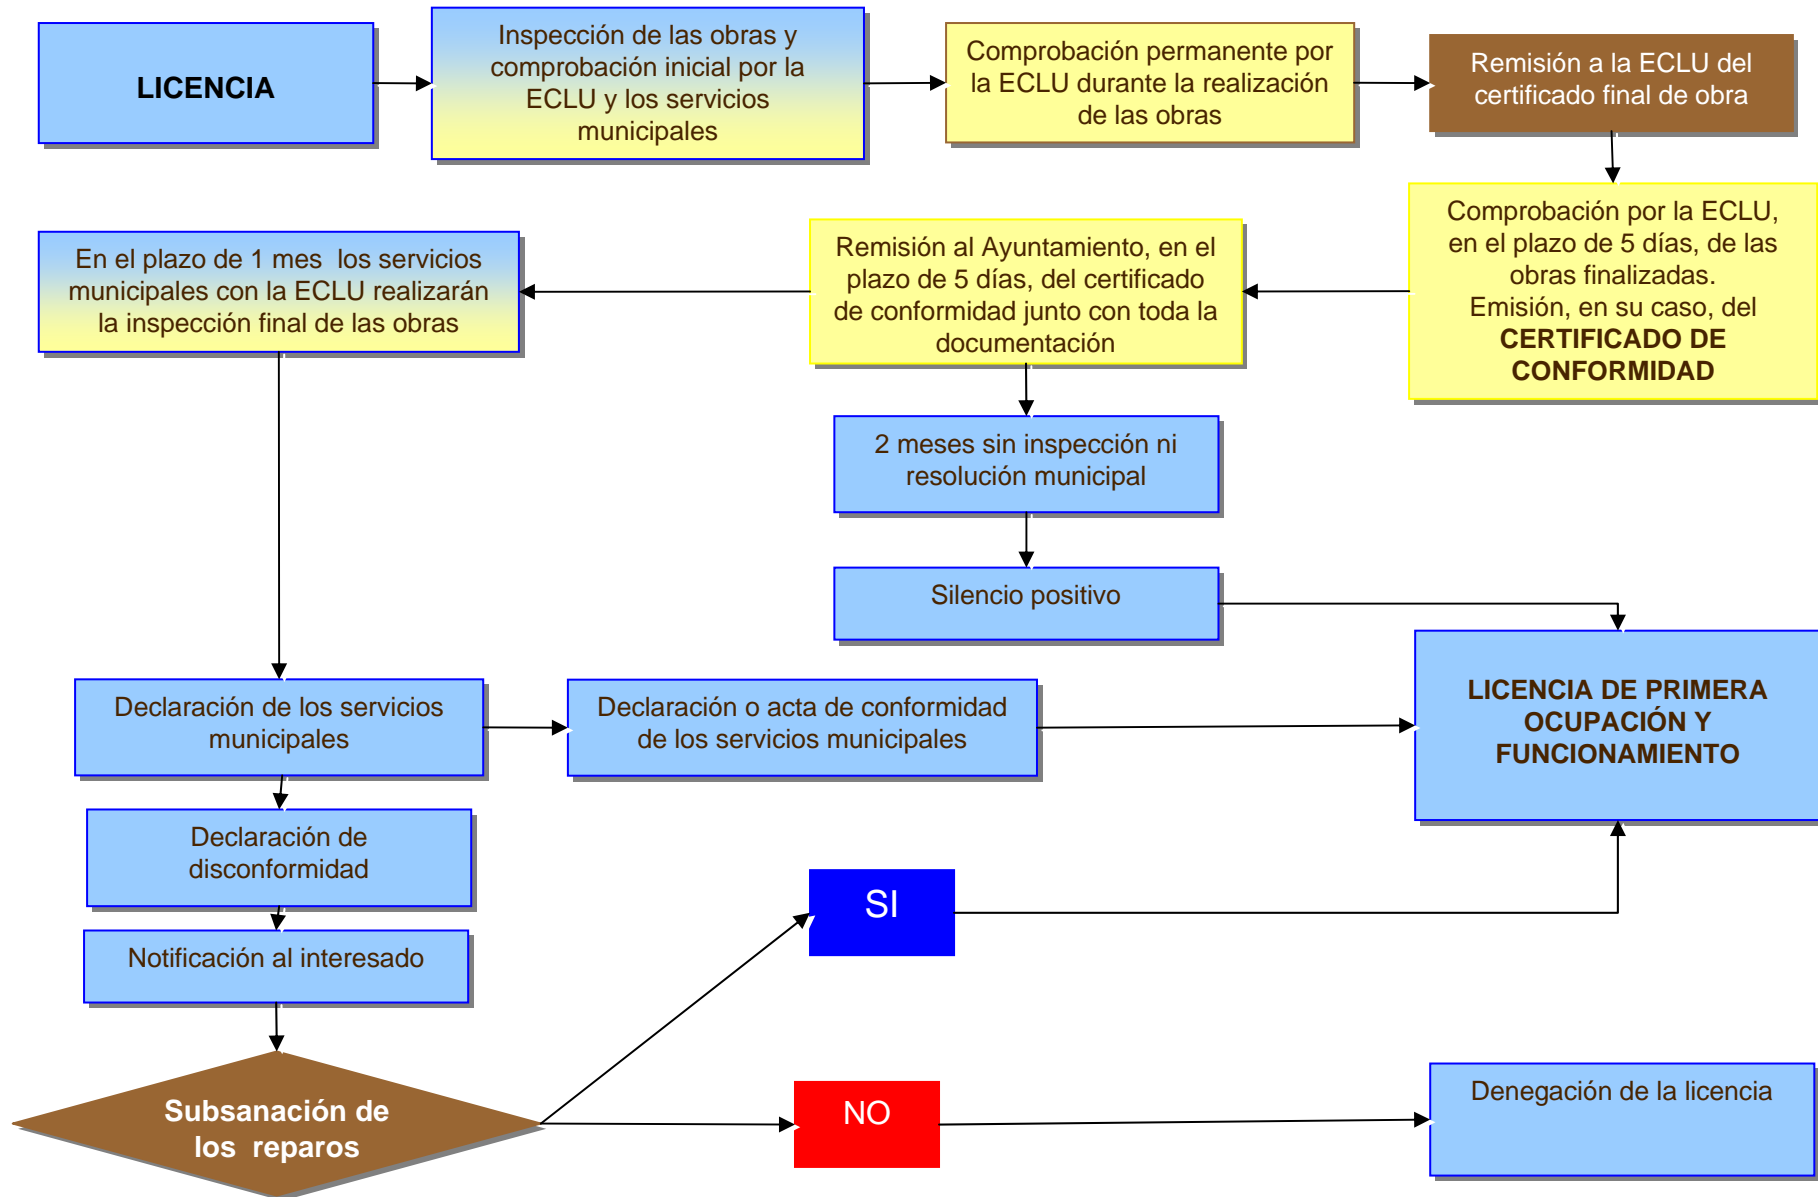 LICENCIA
Inspección de las obras y
comprobación inicial por la
ECLU y los servicios
municipales
Comprobación permanente por
la ECLU durante la realización
de las obras
Remisión a la ECLU del
certificado final de obra
En el plazo de 1 mes  los servicios
municipales con la ECLU realizarán
la inspección final de las obras
Remisión al Ayuntamiento, en el
plazo de 5 días, del certificado
de conformidad junto con toda la
documentación
Comprobación por la ECLU,
en el plazo de 5 días, de las
obras finalizadas.
Emisión, en su caso, del
CERTIFICADO DE
CONFORMIDAD
2 meses sin inspección ni
resolución municipal
Silencio positivo
Declaración de los servicios
municipales
Declaración o acta de conformidad
de los servicios municipales
LICENCIA DE PRIMERA
OCUPACIÓN Y
FUNCIONAMIENTO
Declaración de
disconformidad
SI
Notificación al interesado
Subsanación de
los  reparos
NO
Denegación de la licencia